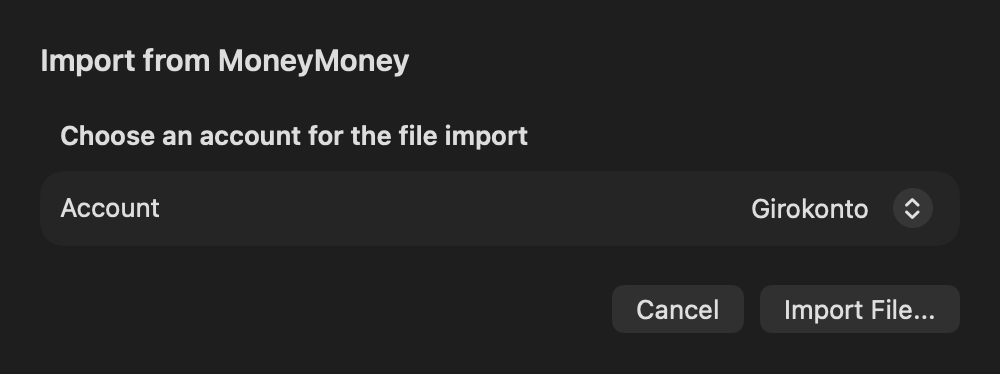 Import from MoneyMoney
Choose an account for the file import
Account Girokonto
Cancel Import File...